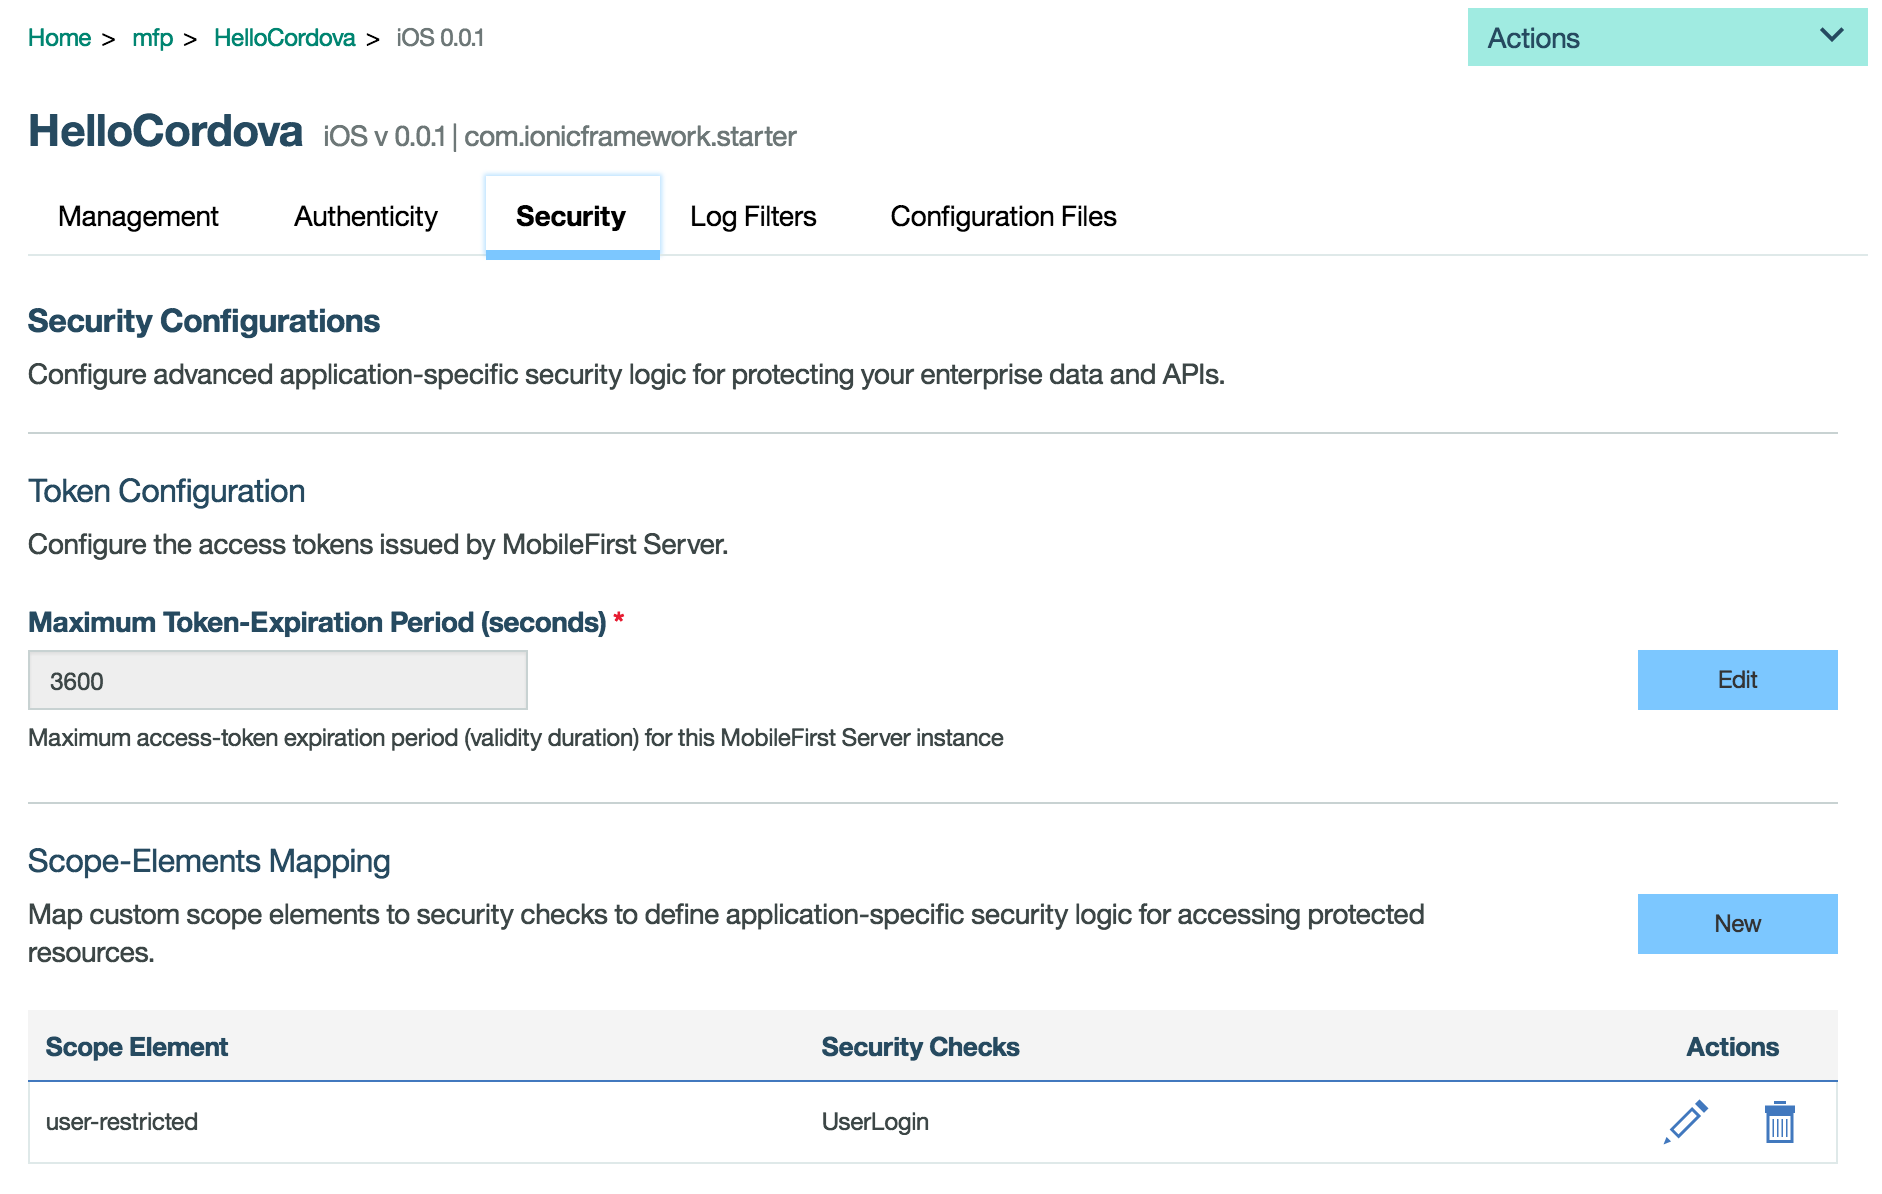 Home > mfp > HelloCordova > iOS 0.0.1
Actions
HelloCordova iOS v 0.0.1 | com.ionicframework.starter
Management Authenticity Security Log Filters Configuration Files
Security Configurations
Configure advanced application-specific security logic for protecting your enterprise data and APIs.
Token Configuration
Configure the access tokens issued by MobileFirst Server.
Maximum Token-Expiration Period (seconds) *
3600
Edit
Maximum access-token expiration period (validity duration) for this MobileFirst Server instance
Scope-Elements Mapping
Map custom scope elements to security checks to define application-specific security logic for accessing protected
resources.
New
Scope Element Security Checks Actions
user-restricted UserLogin